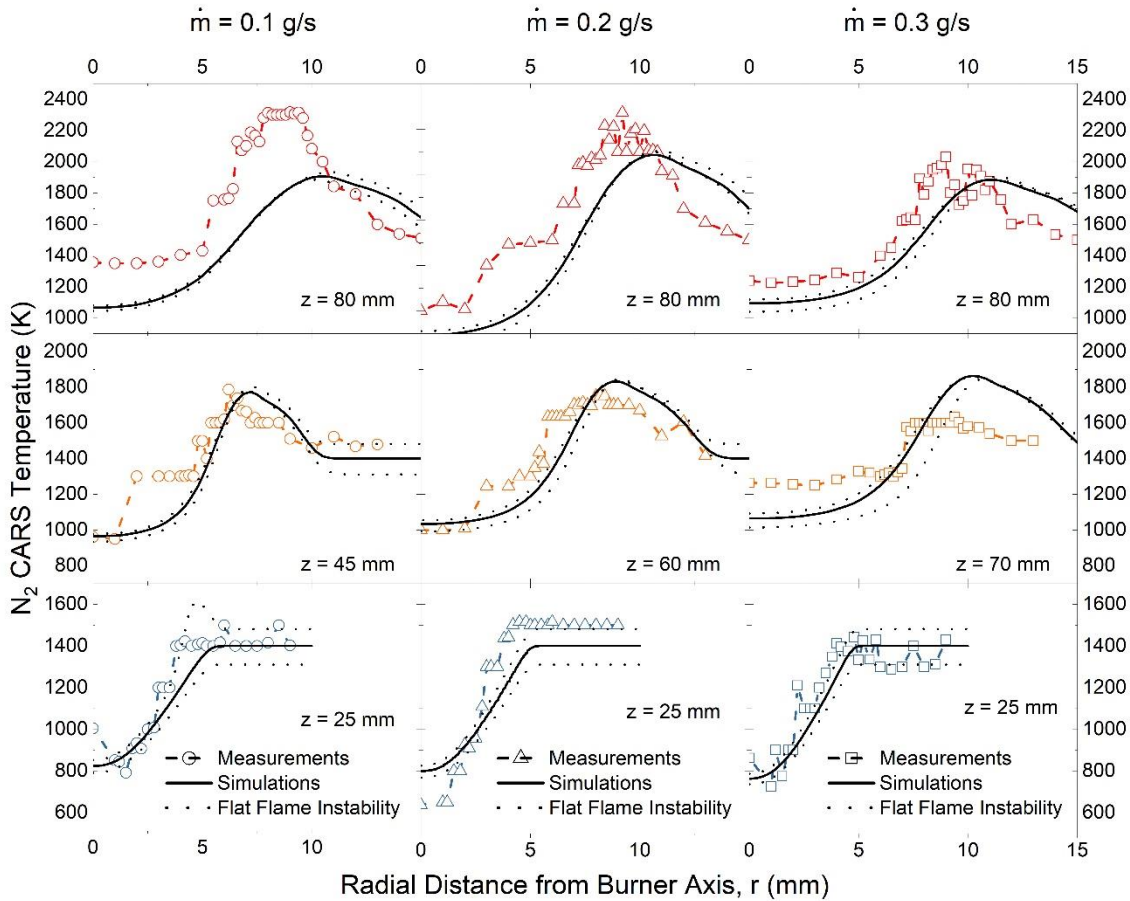 ṁ = 0.1 g/s ṁ = 0.2 g/s ṁ = 0.3 g/s
0 5 10 0 5 10 0 5 10 15
N₂ CARS Temperature (K)
2400 2400
2200 2200
2000 2000
1800 1800
1600 1600
1400 1400
1200 1200
z = 80 mm z = 80 mm z = 80 mm
1000 1000
2000 2000
1800 1800
1600 1600
1400 1400
1200 1200
1000 1000
800 z = 45 mm z = 60 mm z = 70 mm 800
1600 1600
1400 1400
1200 1200
z = 25 mm z = 25 mm z = 25 mm
1000 1000
Measurements Measurements Measurements
800 Simulations Simulations Simulations 800
Flat Flame Instability Flat Flame Instability Flat Flame Instability
600 600
0 5 10 0 5 10 0 5 10 15
Radial Distance from Burner Axis, r (mm)